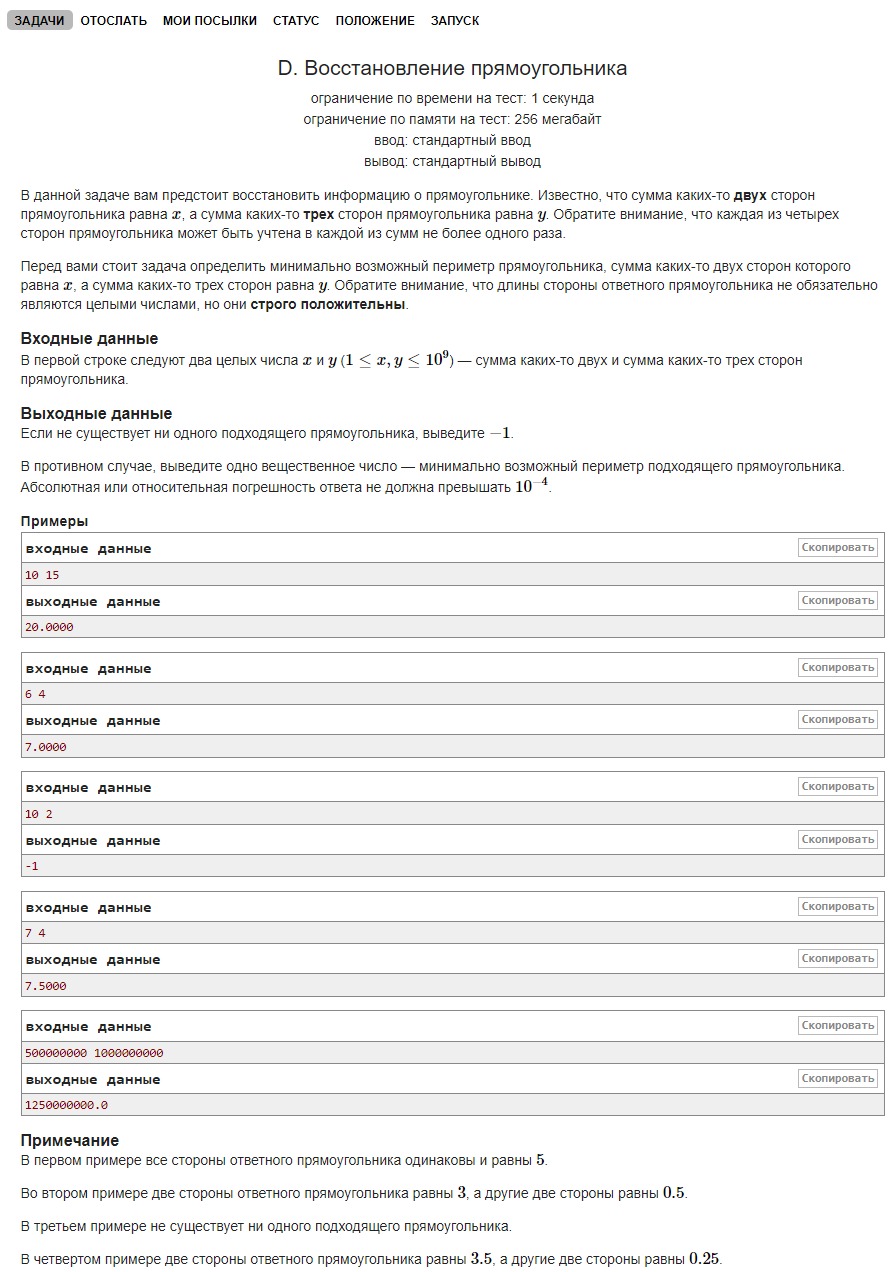 ЗАДАЧИ ОТОСЛАТЬ МОИ ПОСЫЛКИ СТАТУС ПОЛОЖЕНИЕ ЗАПУСК
D. Восстановление прямоугольника
ограничение по времени на тест: 1 секунда
ограничение по памяти на тест: 256 мегабайт
ввод: стандартный ввод
вывод: стандартный вывод
В данной задаче вам предстоит восстановить информацию о прямоугольнике. Известно, что сумма каких-то двух сторон
прямоугольника равна x, а сумма каких-то трех сторон прямоугольника равна y. Обратите внимание, что каждая из четырех
сторон прямоугольника может быть учтена в каждой из сумм не более одного раза.
Перед вами стоит задача определить минимально возможный периметр прямоугольника, сумма каких-то двух сторон которого
равна x, а сумма каких-то трех сторон равна y. Обратите внимание, что длины стороны ответного прямоугольника не обязательно
являются целыми числами, но они строго положительны.
Входные данные
В первой строке следуют два целых числа x и y (1 ≤ x, y ≤ 10⁹) — сумма каких-то двух и сумма каких-то трех сторон
прямоугольника.
Выходные данные
Если не существует ни одного подходящего прямоугольника, выведите −1.
В противном случае, выведите одно вещественное число — минимально возможный периметр подходящего прямоугольника.
Абсолютная или относительная погрешность ответа не должна превышать 10⁻⁴.
Примеры
входные данные Скопировать
10 15
выходные данные Скопировать
20.0000
входные данные Скопировать
6 4
выходные данные Скопировать
7.0000
входные данные Скопировать
10 2
выходные данные Скопировать
-1
входные данные Скопировать
7 4
выходные данные Скопировать
7.5000
входные данные Скопировать
500000000 1000000000
выходные данные Скопировать
1250000000.0
Примечание
В первом примере все стороны ответного прямоугольника одинаковы и равны 5.
Во втором примере две стороны ответного прямоугольника равны 3, а другие две стороны равны 0.5.
В третьем примере не существует ни одного подходящего прямоугольника.
В четвертом примере две стороны ответного прямоугольника равны 3.5, а другие две стороны равны 0.25.